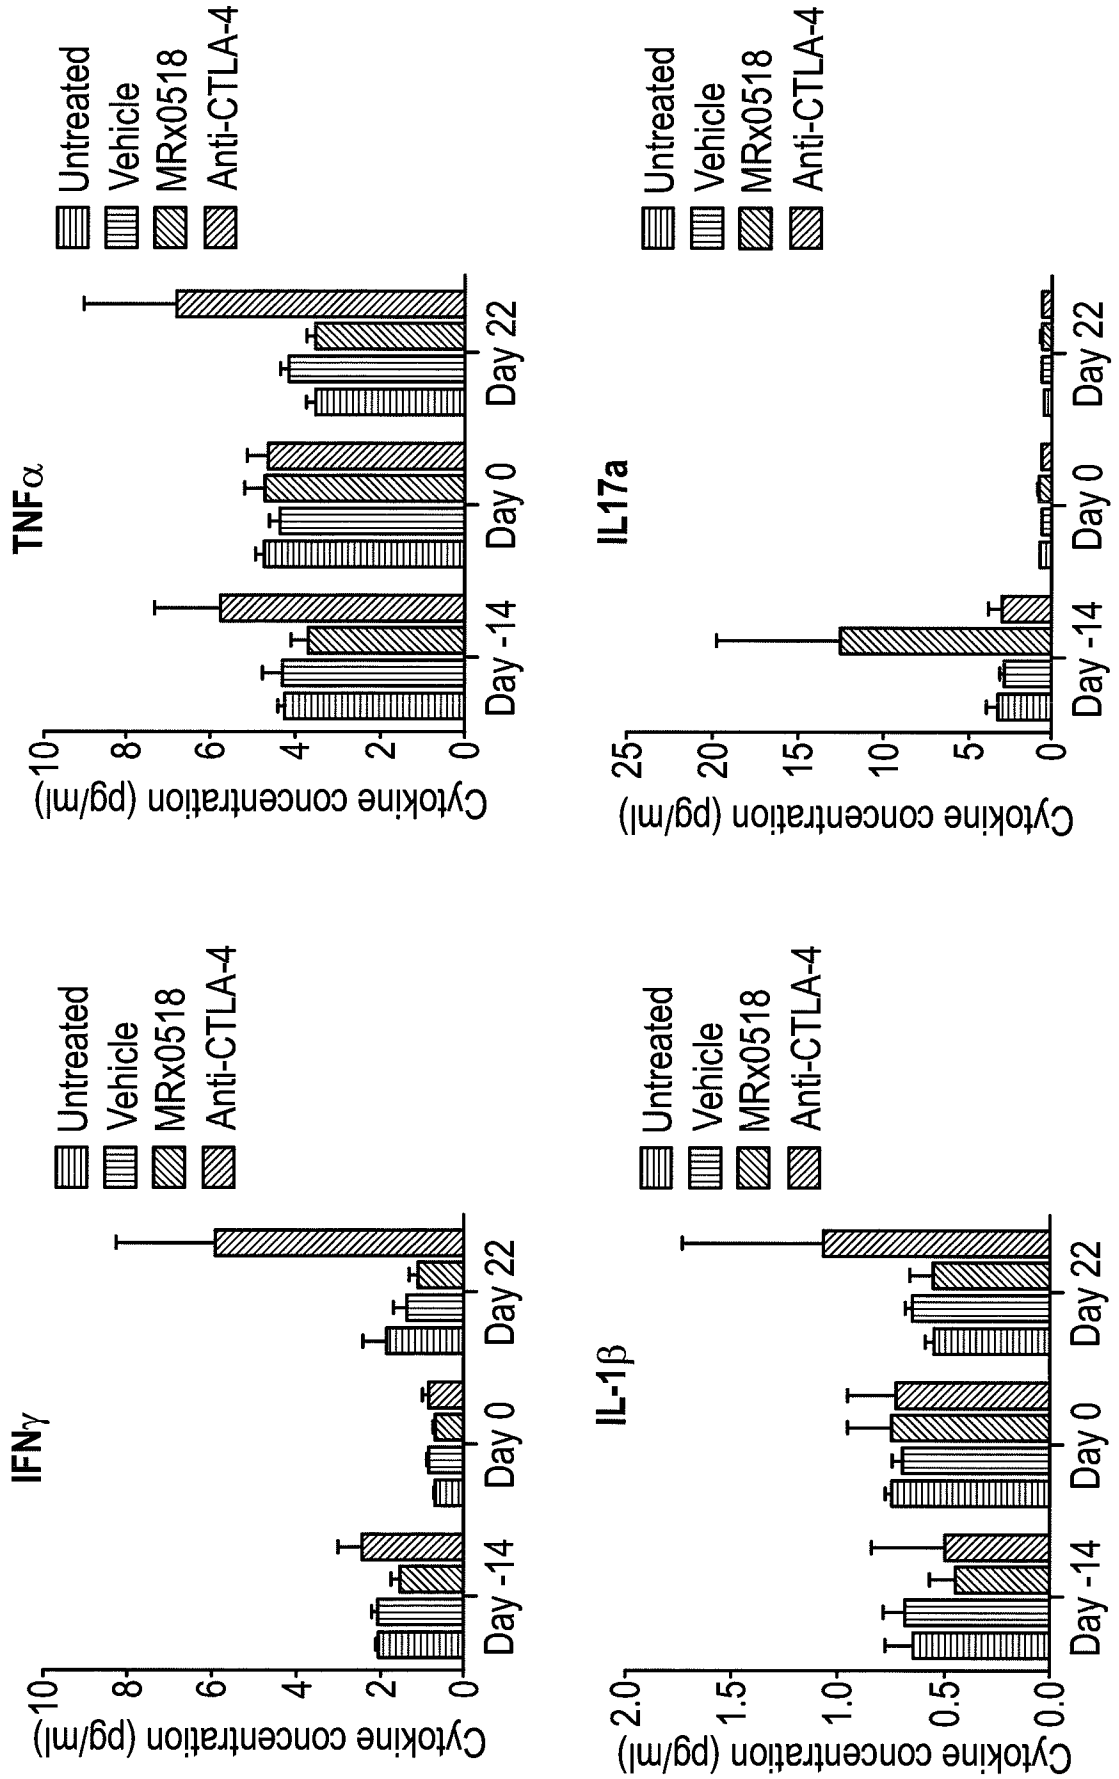 IFNγ
Cytokine concentration (pg/ml)
10
8
6
4
2
0
Day -14
Day 0
Day 22
Untreated
Vehicle
MRx0518
Anti-CTLA-4
TNFα
Cytokine concentration (pg/ml)
10
8
6
4
2
0
Day -14
Day 0
Day 22
Untreated
Vehicle
MRx0518
Anti-CTLA-4
IL-1β
Cytokine concentration (pg/ml)
2.0
1.5
1.0
0.5
0.0
Day -14
Day 0
Day 22
Untreated
Vehicle
MRx0518
Anti-CTLA-4
IL17a
Cytokine concentration (pg/ml)
25
20
15
10
5
0
Day -14
Day 0
Day 22
Untreated
Vehicle
MRx0518
Anti-CTLA-4